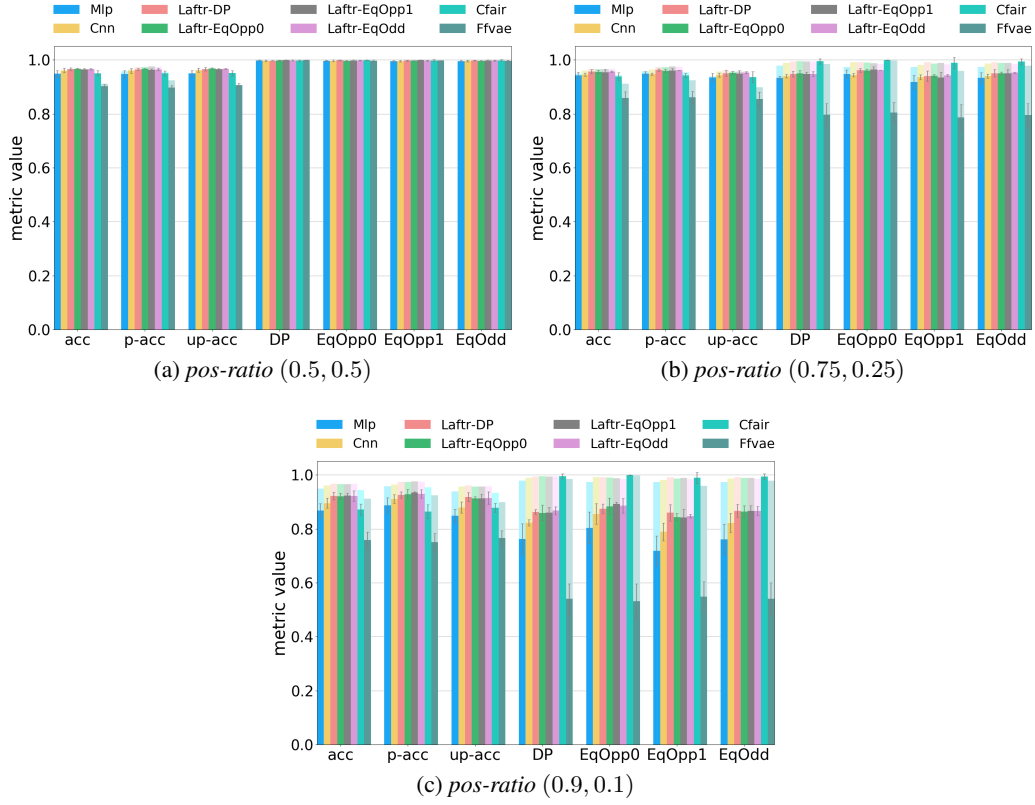 Mlp Laftr-DP Laftr-EqOpp1 Cfair
Cnn Laftr-EqOpp0 Laftr-EqOdd Ffvae
metric value
1.0
0.8
0.6
0.4
0.2
0.0
acc p-acc up-acc DP EqOpp0 EqOpp1 EqOdd
(a) pos-ratio (0.5, 0.5)
Mlp Laftr-DP Laftr-EqOpp1 Cfair
Cnn Laftr-EqOpp0 Laftr-EqOdd Ffvae
metric value
1.0
0.8
0.6
0.4
0.2
0.0
acc p-acc up-acc DP EqOpp0 EqOpp1 EqOdd
(b) pos-ratio (0.75, 0.25)
Mlp Laftr-DP Laftr-EqOpp1 Cfair
Cnn Laftr-EqOpp0 Laftr-EqOdd Ffvae
metric value
1.0
0.8
0.6
0.4
0.2
0.0
acc p-acc up-acc DP EqOpp0 EqOpp1 EqOdd
(c) pos-ratio (0.9, 0.1)